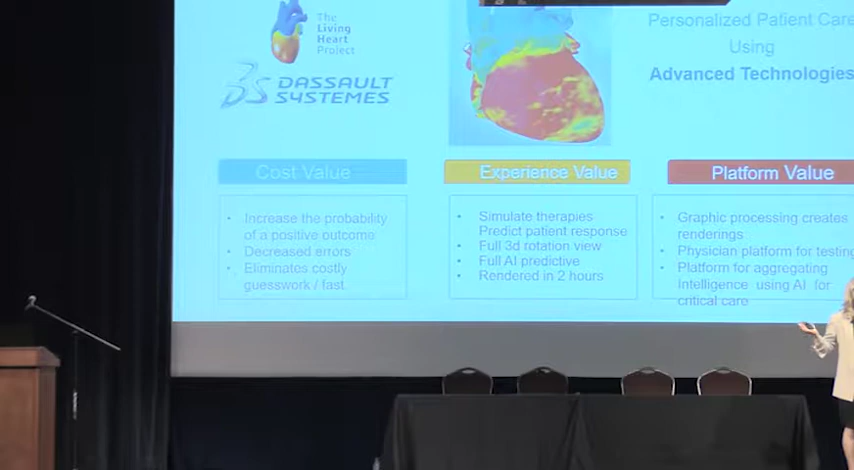 The
Living
Heart
Project
DASSAULT
SYSTEMES
Personalized Patient Care
Using
Advanced Technologies
Cost Value
Experience Value
Platform Value
• Increase the probability
of a positive outcome
• Decreased errors
• Eliminates costly
guesswork / fast
• Simulate therapies
Predict patient response
• Full 3d rotation view
• Full AI predictive
• Rendered in 2 hours
• Graphic processing creates
renderings
• Physician platform for testing
• Platform for aggregating
Intelligence using AI for
critical care